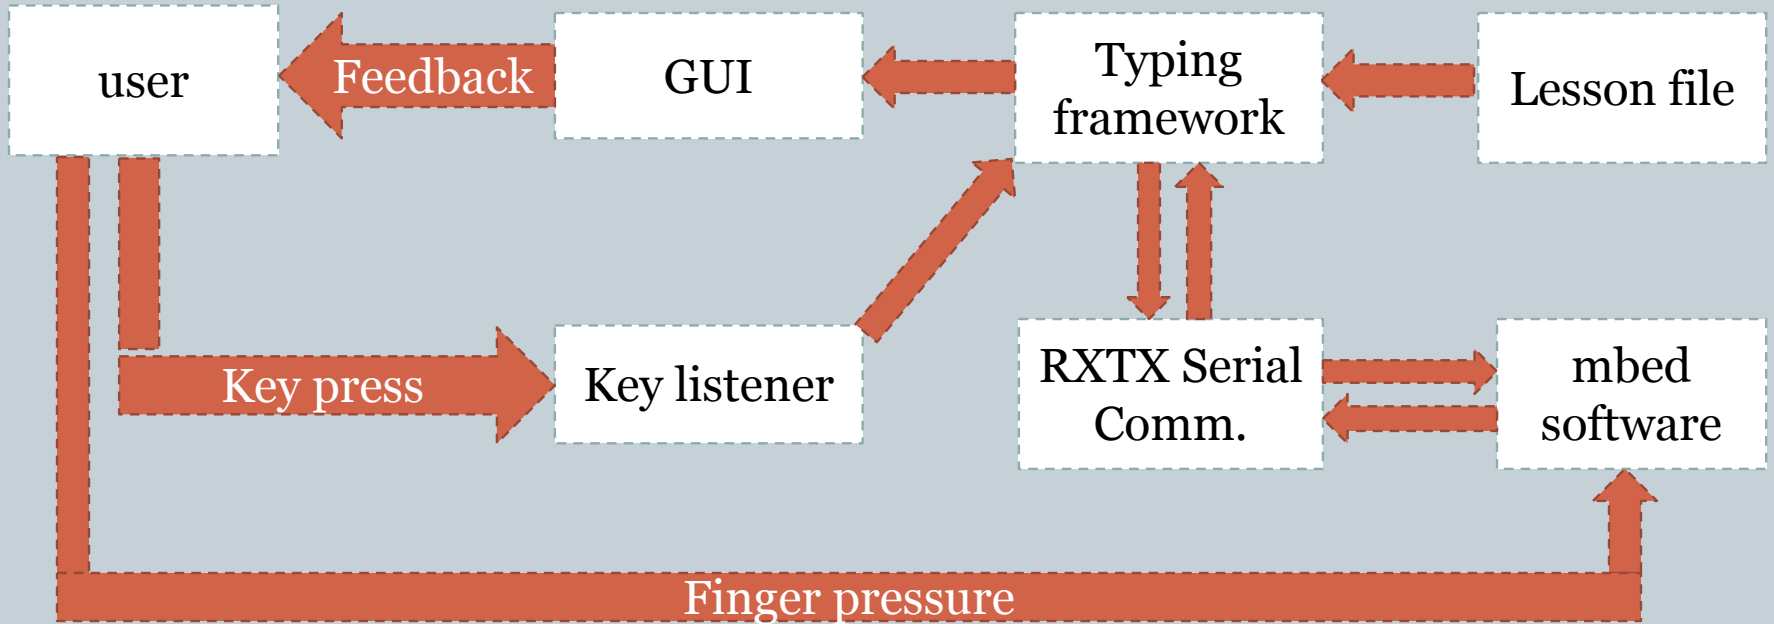 user
Feedback
GUI
Typing
framework
Lesson file
Key press
Key listener
RXTX Serial
Comm.
mbed
software
Finger pressure